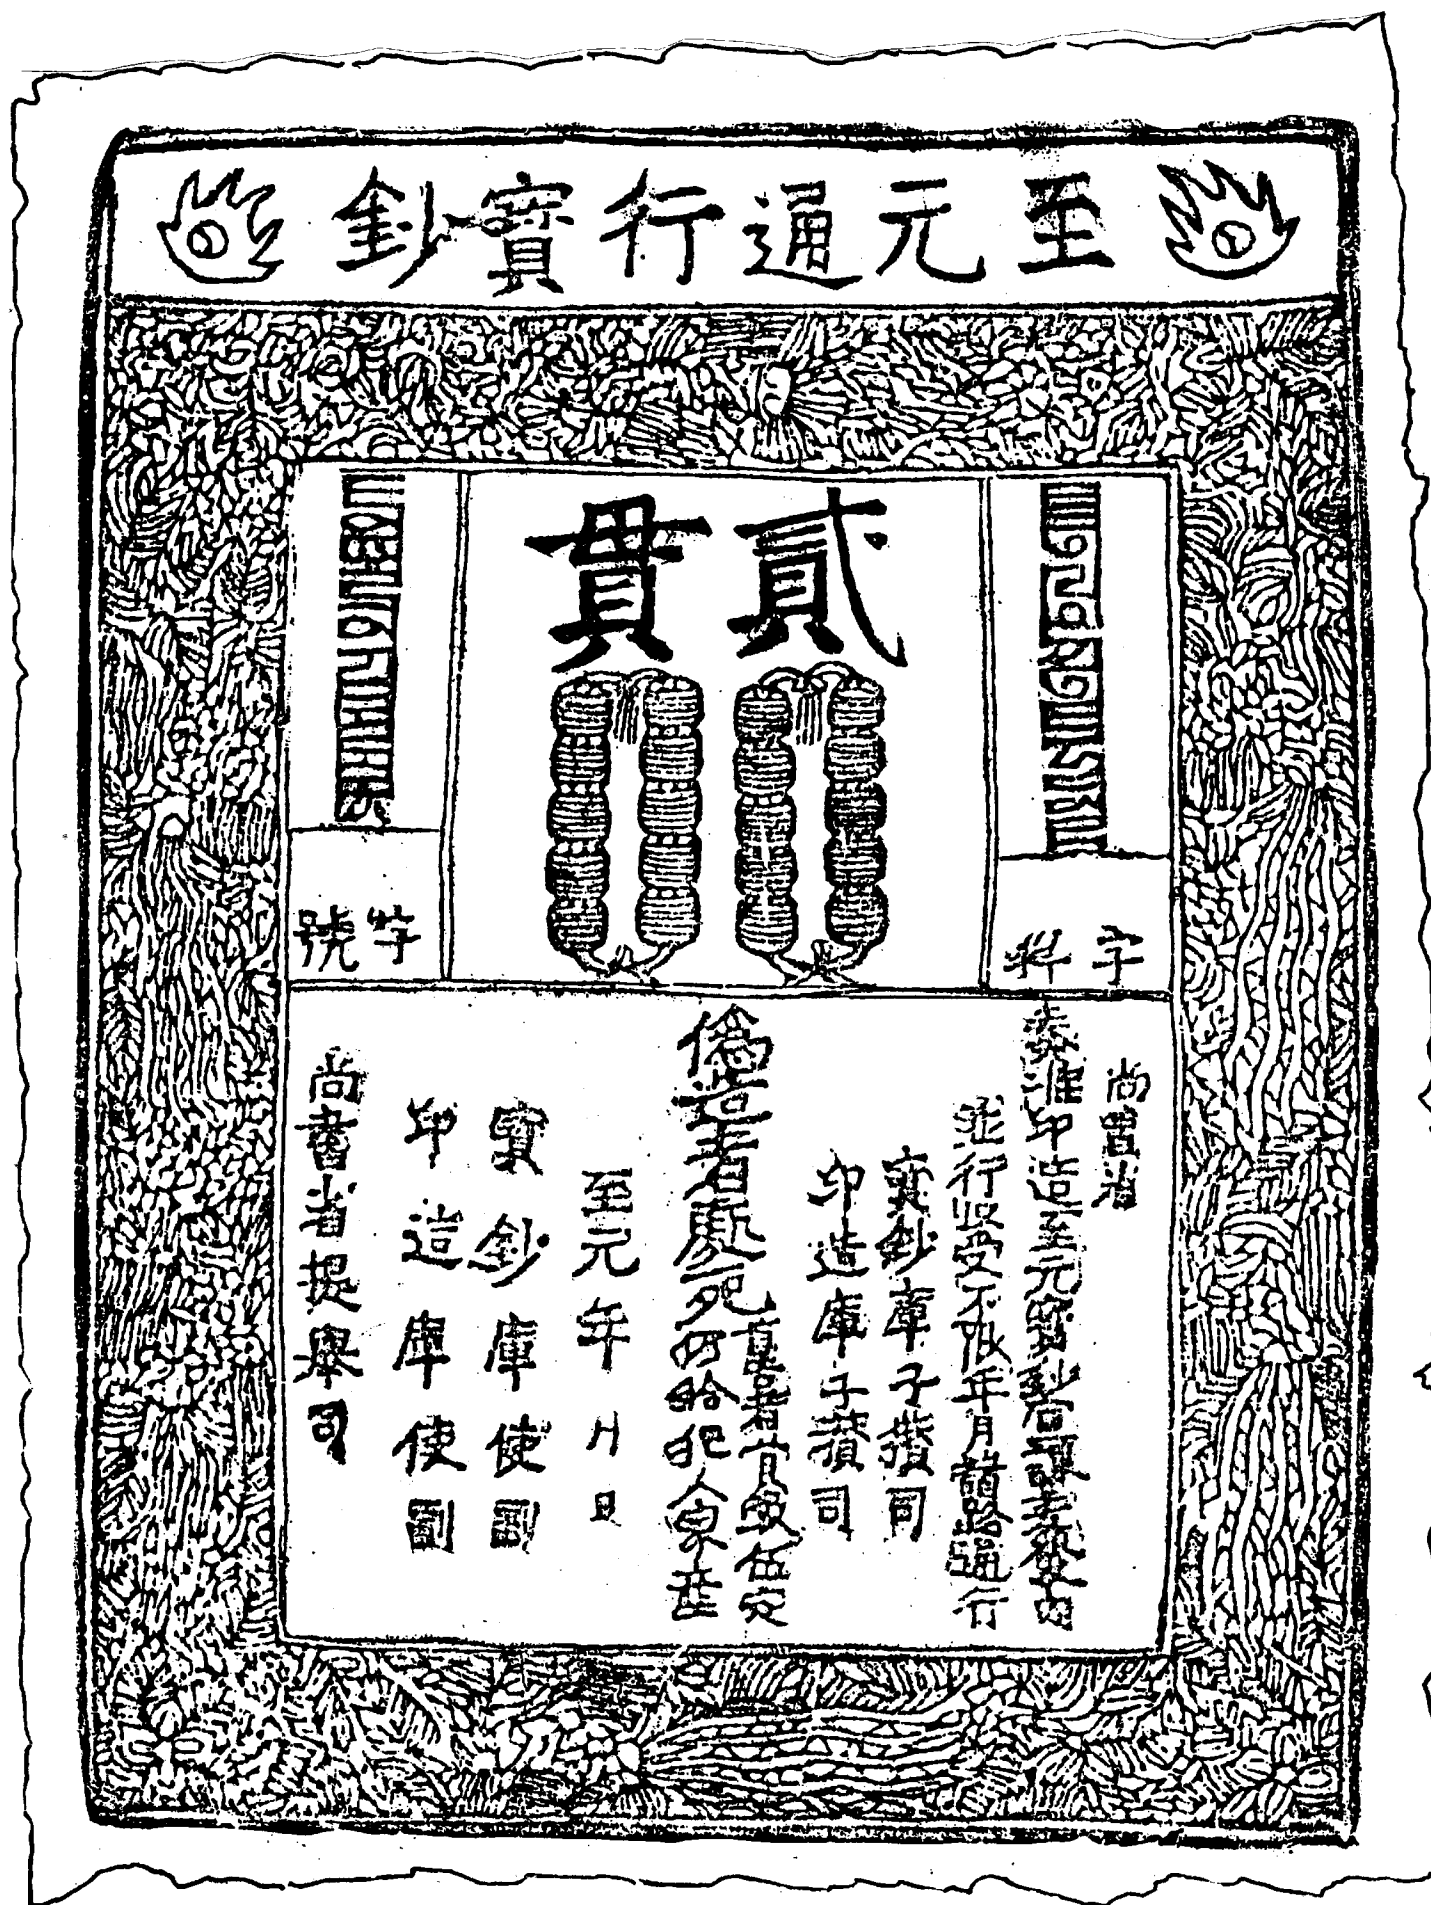 至元通行寶鈔
貳貫
字料
字號
尚書省
奏准印造至元寶鈔宣課差役內
並行收受不限年月諸路通行
寶鈔庫子攢司
印造庫子攢司
偽造者處死
首者賞銀伍定
仍給犯人家產
至元 年 月 日
寶鈔庫使副
印造庫使副
尚書省提舉司